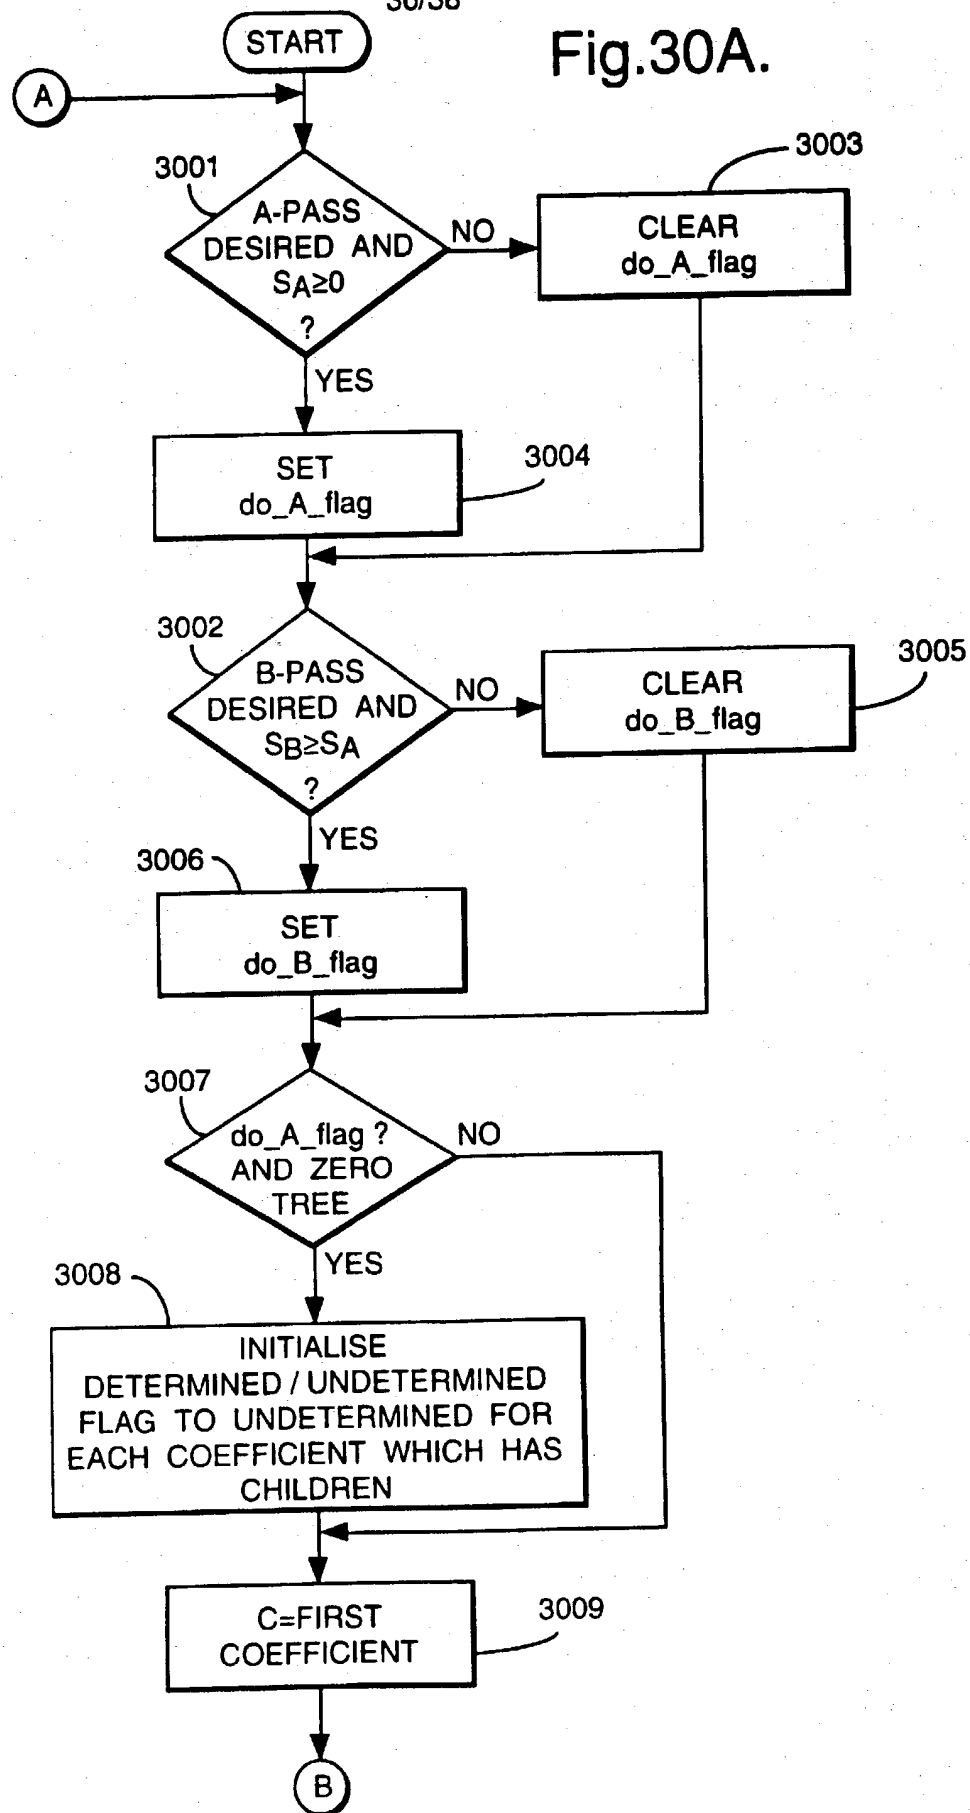 START
Fig.30A.
A
3001
A-PASS
DESIRED AND
SA≥0
?
NO
3003
CLEAR
do_A_flag
YES
SET
do_A_flag
3004
3002
B-PASS
DESIRED AND
SB≥SA
?
NO
CLEAR
do_B_flag
3005
YES
3006
SET
do_B_flag
3007
do_A_flag ?
AND ZERO
TREE
NO
YES
3008
INITIALISE
DETERMINED / UNDETERMINED
FLAG TO UNDETERMINED FOR
EACH COEFFICIENT WHICH HAS
CHILDREN
C=FIRST
COEFFICIENT
3009
B